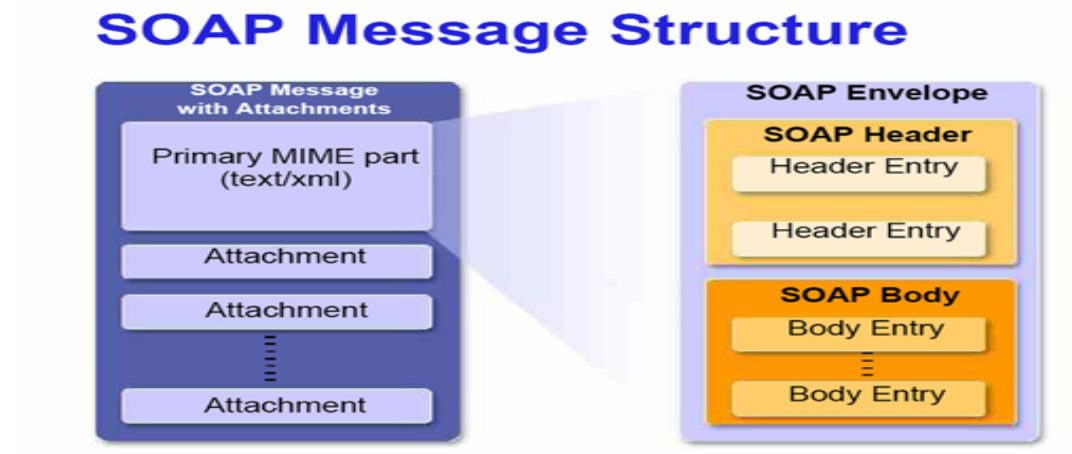 SOAP Message Structure
SOAP Message
with Attachments
Primary MIME part
(text/xml)
Attachment
Attachment
Attachment
SOAP Envelope
SOAP Header
Header Entry
Header Entry
SOAP Body
Body Entry
Body Entry